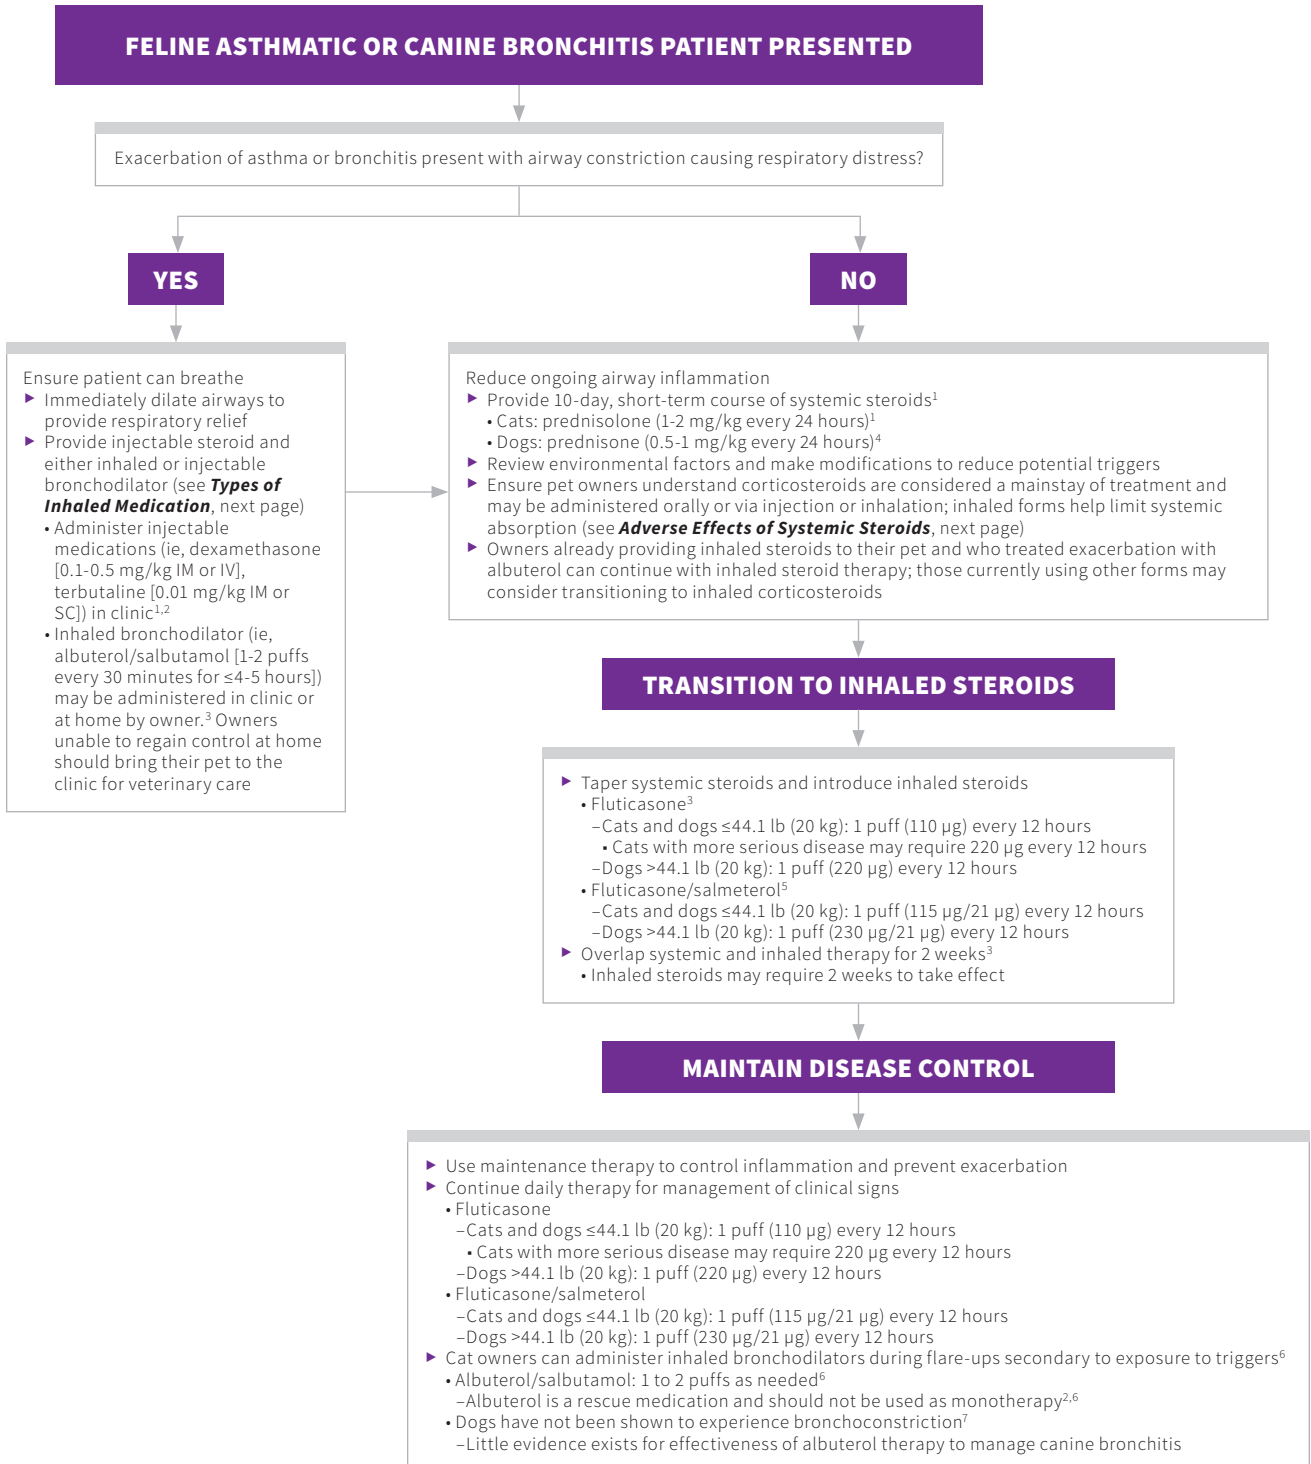 FELINE ASTHMATIC OR CANINE BRONCHITIS PATIENT PRESENTED
Exacerbation of asthma or bronchitis present with airway constriction causing respiratory distress?
YES
NO
Ensure patient can breathe
▶ Immediately dilate airways to
provide respiratory relief
▶ Provide injectable steroid and
either inhaled or injectable
bronchodilator (see Types of
Inhaled Medication, next page)
• Administer injectable
medications (ie, dexamethasone
[0.1-0.5 mg/kg IM or IV],
terbutaline [0.01 mg/kg IM or
SC]) in clinic1,2
• Inhaled bronchodilator (ie,
albuterol/salbutamol [1-2 puffs
every 30 minutes for ≤4-5 hours])
may be administered in clinic or
at home by owner.3 Owners
unable to regain control at home
should bring their pet to the
clinic for veterinary care
Reduce ongoing airway inflammation
▶ Provide 10-day, short-term course of systemic steroids1
• Cats: prednisolone (1-2 mg/kg every 24 hours)1
• Dogs: prednisone (0.5-1 mg/kg every 24 hours)4
▶ Review environmental factors and make modifications to reduce potential triggers
▶ Ensure pet owners understand corticosteroids are considered a mainstay of treatment and
may be administered orally or via injection or inhalation; inhaled forms help limit systemic
absorption (see Adverse Effects of Systemic Steroids, next page)
▶ Owners already providing inhaled steroids to their pet and who treated exacerbation with
albuterol can continue with inhaled steroid therapy; those currently using other forms may
consider transitioning to inhaled corticosteroids
TRANSITION TO INHALED STEROIDS
▶ Taper systemic steroids and introduce inhaled steroids
• Fluticasone3
–Cats and dogs ≤44.1 lb (20 kg): 1 puff (110 µg) every 12 hours
▪ Cats with more serious disease may require 220 µg every 12 hours
–Dogs >44.1 lb (20 kg): 1 puff (220 µg) every 12 hours
• Fluticasone/salmeterol5
–Cats and dogs ≤44.1 lb (20 kg): 1 puff (115 µg/21 µg) every 12 hours
–Dogs >44.1 lb (20 kg): 1 puff (230 µg/21 µg) every 12 hours
▶ Overlap systemic and inhaled therapy for 2 weeks3
• Inhaled steroids may require 2 weeks to take effect
MAINTAIN DISEASE CONTROL
▶ Use maintenance therapy to control inflammation and prevent exacerbation
▶ Continue daily therapy for management of clinical signs
• Fluticasone
–Cats and dogs ≤44.1 lb (20 kg): 1 puff (110 µg) every 12 hours
▪ Cats with more serious disease may require 220 µg every 12 hours
–Dogs >44.1 lb (20 kg): 1 puff (220 µg) every 12 hours
• Fluticasone/salmeterol
–Cats and dogs ≤44.1 lb (20 kg): 1 puff (115 µg/21 µg) every 12 hours
–Dogs >44.1 lb (20 kg): 1 puff (230 µg/21 µg) every 12 hours
▶ Cat owners can administer inhaled bronchodilators during flare-ups secondary to exposure to triggers6
• Albuterol/salbutamol: 1 to 2 puffs as needed6
–Albuterol is a rescue medication and should not be used as monotherapy2,6
• Dogs have not been shown to experience bronchoconstriction7
–Little evidence exists for effectiveness of albuterol therapy to manage canine bronchitis